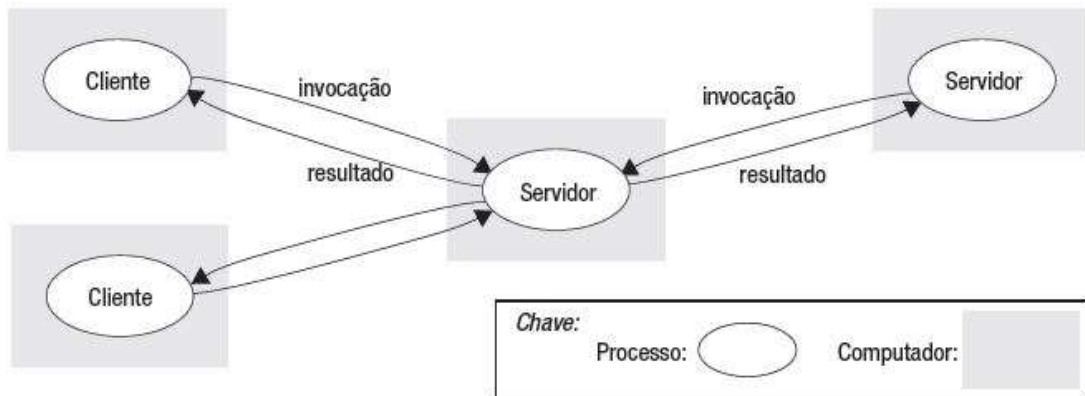 Cliente
invocação
resultado
Servidor
invocação
resultado
Servidor
Cliente
Chave:
Processo:
Computador: